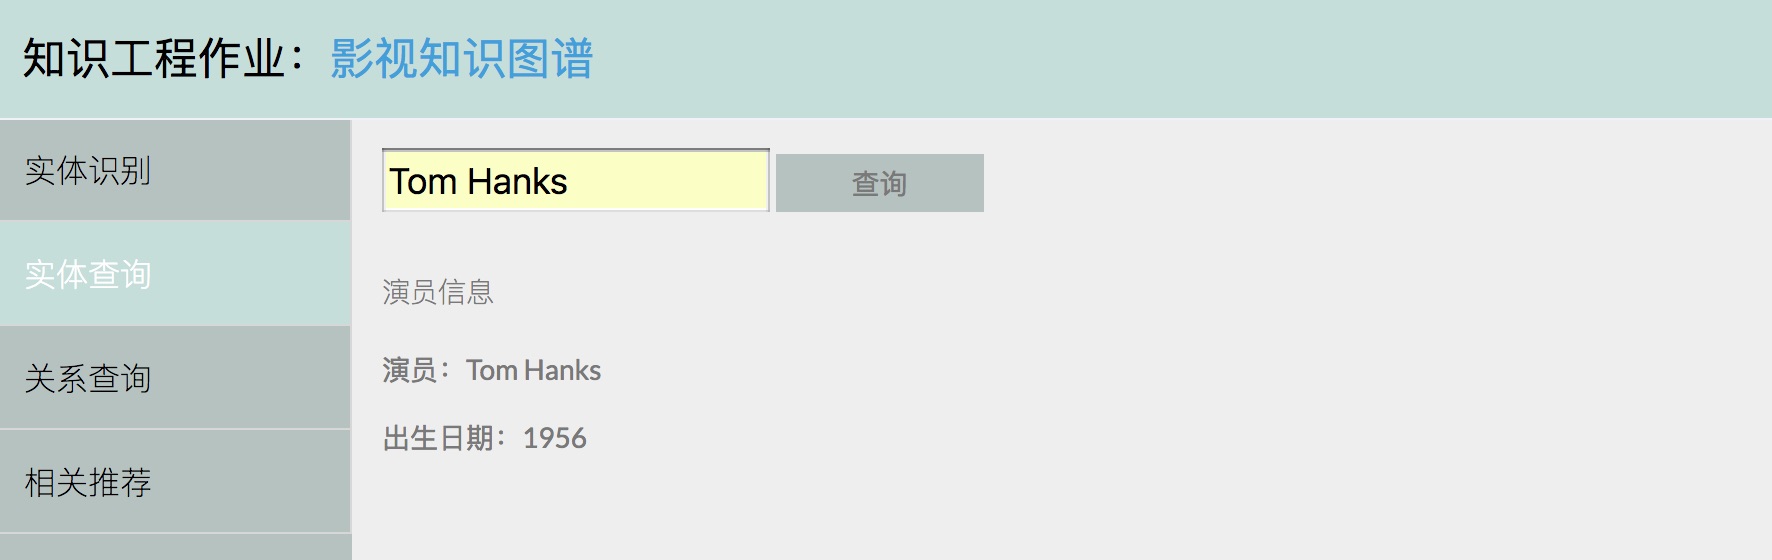 知识工程作业：影视知识图谱
实体识别
实体查询
关系查询
相关推荐
Tom Hanks 查询
演员信息
演员：Tom Hanks
出生日期：1956